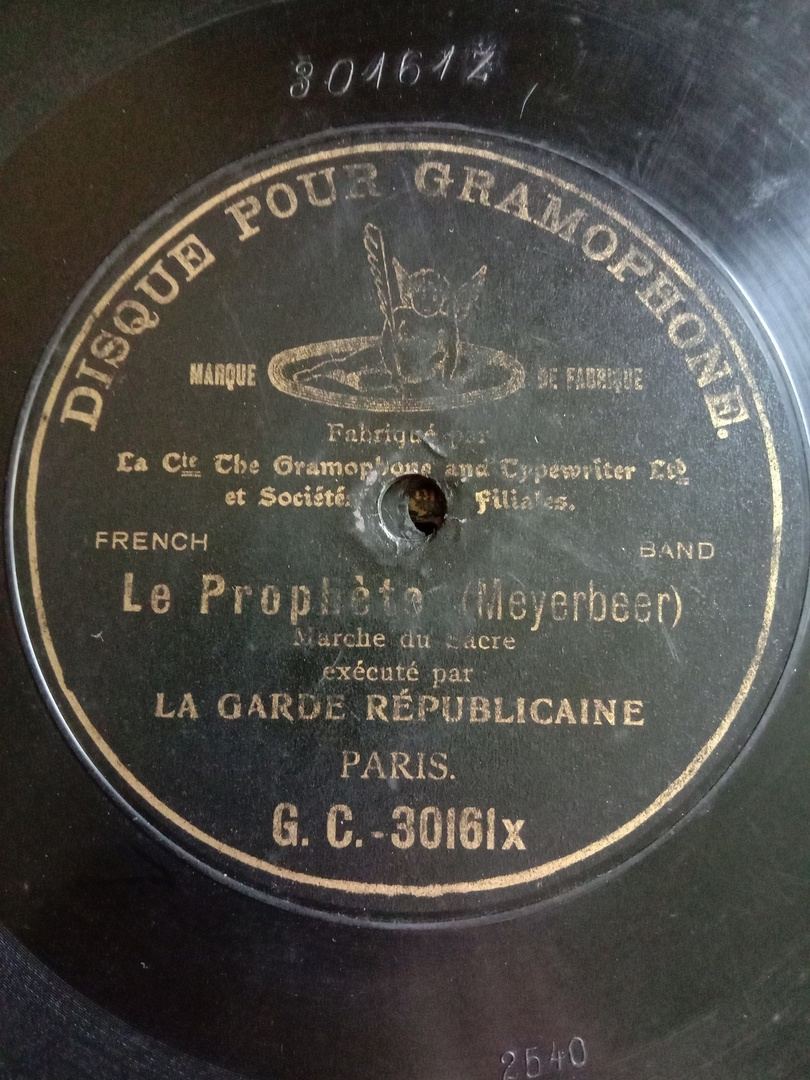 301612
DISQUE POUR GRAMOPHONE.
MARQUE DE FABRIQUE
Fabriqué par
La Cie The Gramophone and Typewriter Ltd
et Sociétés Filiales.
FRENCH BAND
Le Prophète (Meyerbeer)
Marche du Sacre
exécuté par
LA GARDE RÉPUBLICAINE
PARIS.
G. C.-30161x
2540